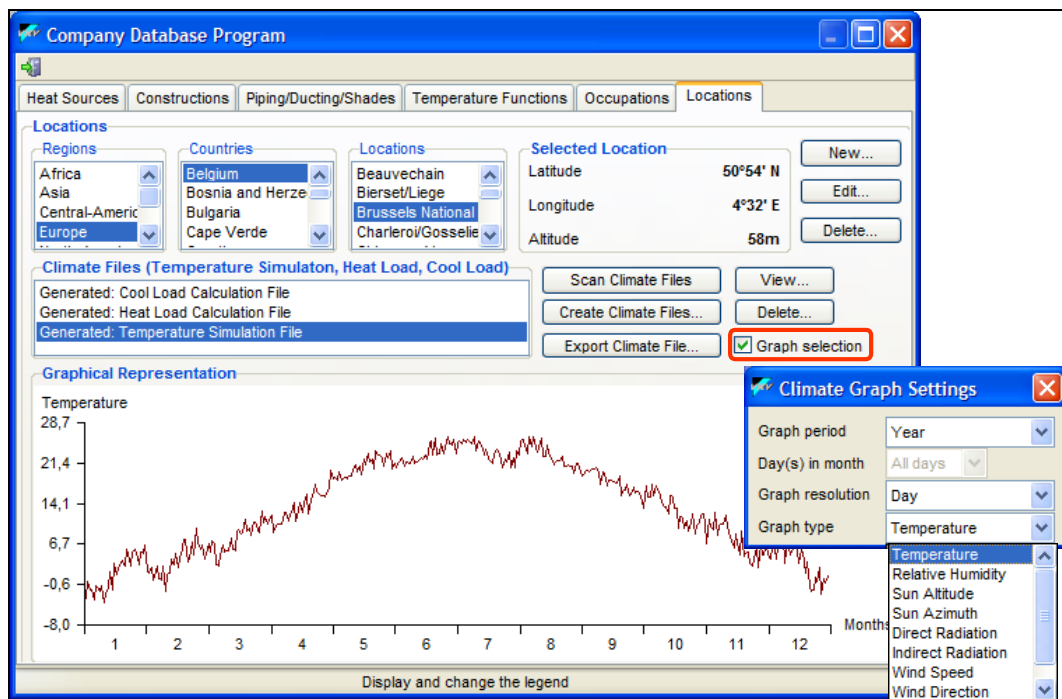 Company Database Program
Heat Sources Constructions Piping/Ducting/Shades Temperature Functions Occupations Locations
Locations
Regions
Africa
Asia
Central-Americ
Europe
Countries
Belgium
Bosnia and Herze
Bulgaria
Cape Verde
Locations
Beauvechain
Bierset/Liege
Brussels National
Charleroi/Gosselie
Selected Location
Latitude 50°54' N
Longitude 4°32' E
Altitude 58m
New...
Edit...
Delete...
Climate Files (Temperature Simulaton, Heat Load, Cool Load)
Generated: Cool Load Calculation File
Generated: Heat Load Calculation File
Generated: Temperature Simulation File
Scan Climate Files View...
Create Climate Files... Delete...
Export Climate File... Graph selection
Graphical Representation
Temperature
28,7
21,4
14,1
6,7
-0,6
-8,0
1 2 3 4 5 6 7 8 9 10 11 12
Months
Display and change the legend
Climate Graph Settings
Graph period Year
Day(s) in month All days
Graph resolution Day
Graph type Temperature
Temperature
Relative Humidity
Sun Altitude
Sun Azimuth
Direct Radiation
Indirect Radiation
Wind Speed
Wind Direction